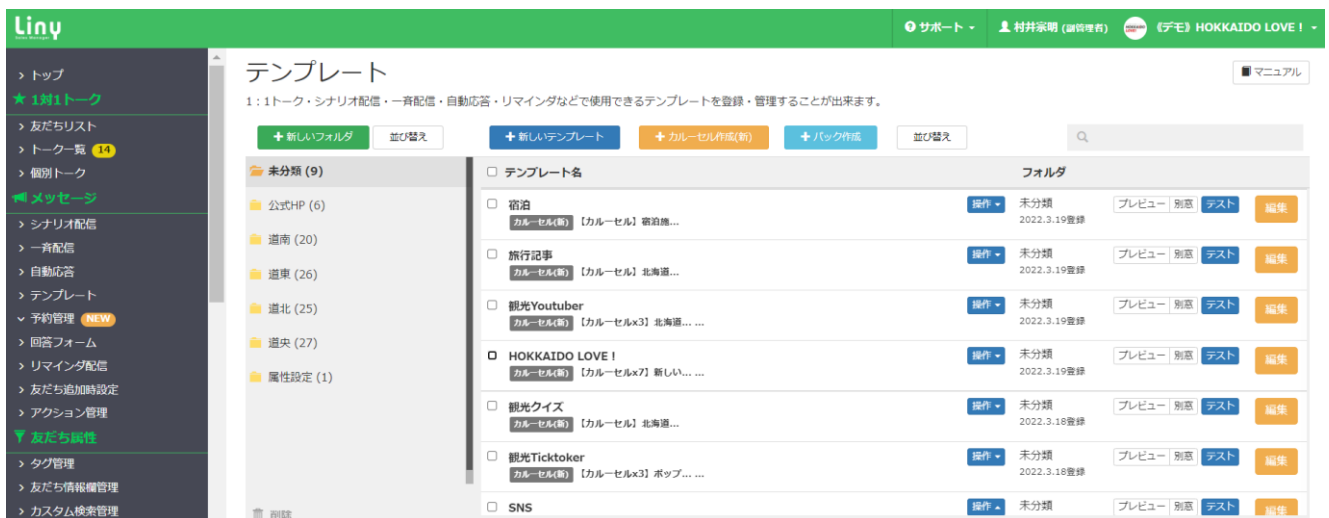 Liny
サポート
村井宗明 (副管理者)
《デモ》HOKKAIDO LOVE！
トップ
1対1トーク
友だちリスト
トーク一覧 14
個別トーク
メッセージ
シナリオ配信
一斉配信
自動応答
テンプレート
予約管理 NEW
回答フォーム
リマインダ配信
友だち追加時設定
アクション管理
友だち属性
タグ管理
友だち情報欄管理
カスタム検索管理
テンプレート
マニュアル
1：1トーク・シナリオ配信・一斉配信・自動応答・リマインダなどで使用できるテンプレートを登録・管理することが出来ます。
+新しいフォルダ 並び替え
+新しいテンプレート +カルーセル作成(新) +パック作成 並び替え
未分類 (9)
公式HP (6)
道南 (20)
道東 (26)
道北 (25)
道央 (27)
属性設定 (1)
削除
テンプレート名 フォルダ
宿泊 操作 未分類 プレビュー 別窓 テスト 編集
カルーセル(新) 【カルーセル】宿泊施... 2022.3.19登録
旅行記事 操作 未分類 プレビュー 別窓 テスト 編集
カルーセル(新) 【カルーセル】北海道... 2022.3.19登録
観光Youtuber 操作 未分類 プレビュー 別窓 テスト 編集
カルーセル(新) 【カルーセルx3】北海道... ... 2022.3.19登録
HOKKAIDO LOVE！ 操作 未分類 プレビュー 別窓 テスト 編集
カルーセル(新) 【カルーセルx7】新しい... ... 2022.3.19登録
観光クイズ 操作 未分類 プレビュー 別窓 テスト 編集
カルーセル(新) 【カルーセル】北海道... 2022.3.18登録
観光Ticktoker 操作 未分類 プレビュー 別窓 テスト 編集
カルーセル(新) 【カルーセルx3】ポップ... ... 2022.3.18登録
SNS 操作 未分類 プレビュー 別窓 テスト 編集